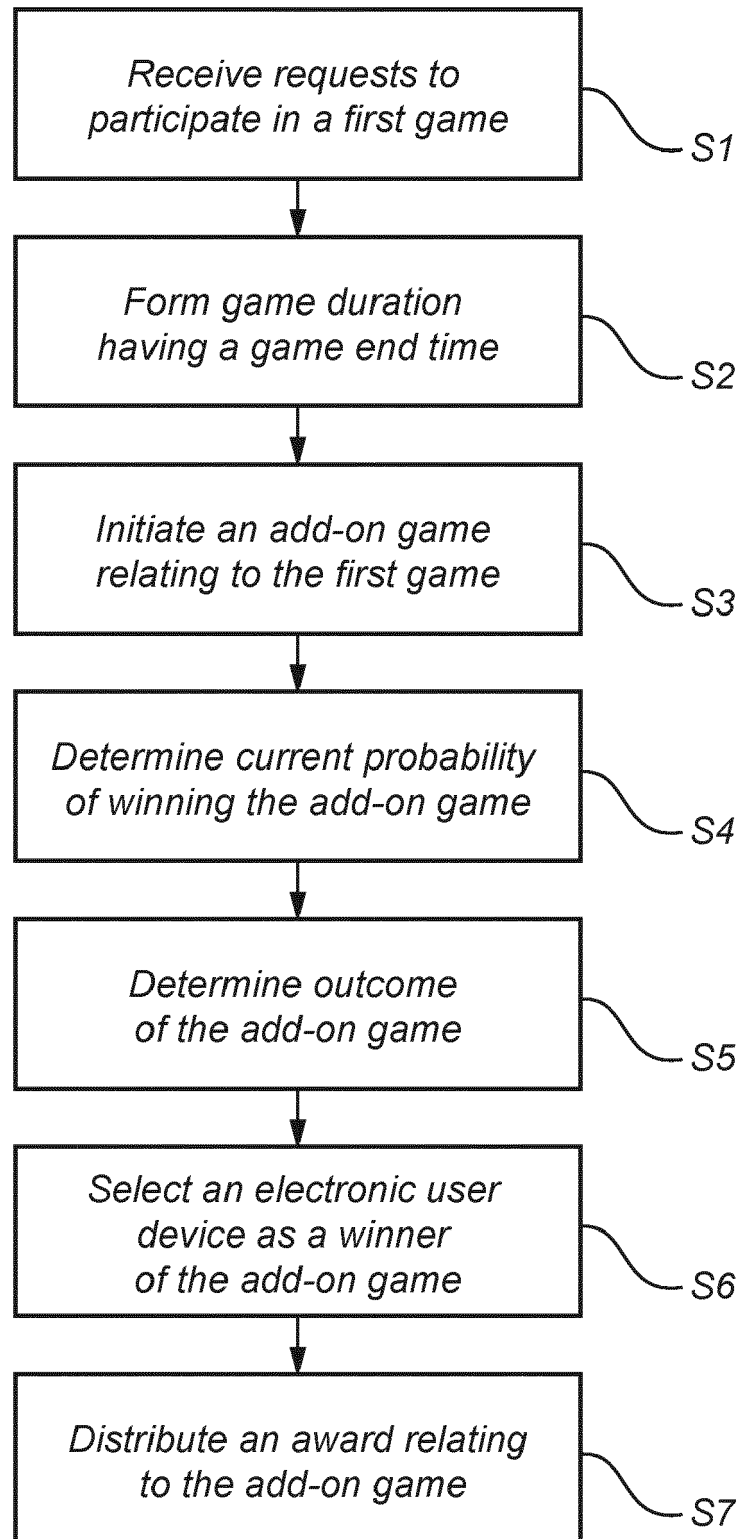 Receive requests to
participate in a first game
S1
Form game duration
having a game end time
S2
Initiate an add-on game
relating to the first game
S3
Determine current probability
of winning the add-on game
S4
Determine outcome
of the add-on game
S5
Select an electronic user
device as a winner
of the add-on game
S6
Distribute an award relating
to the add-on game
S7